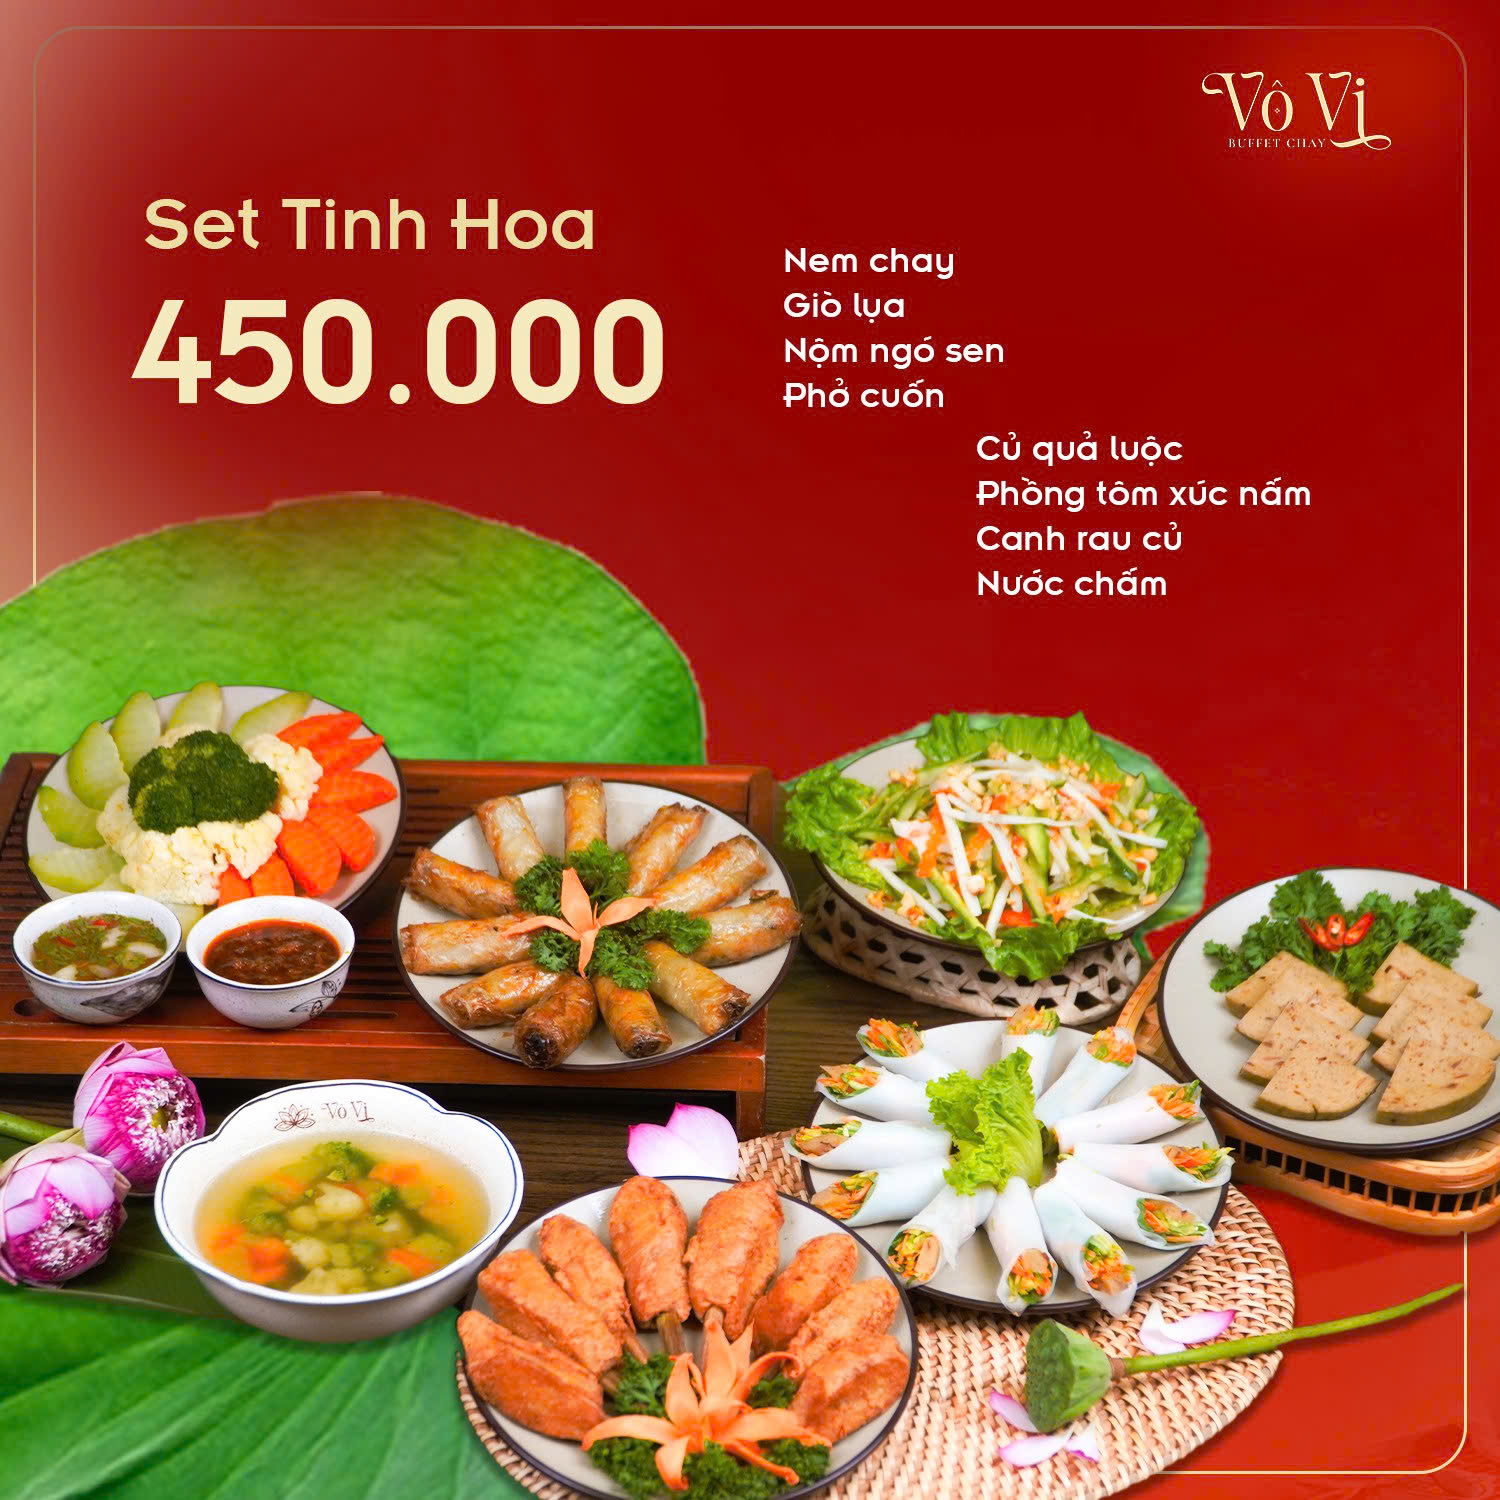 Vô Vị
BUFFET CHAY
Set Tinh Hoa
450.000
Nem chay
Giò lụa
Nộm ngó sen
Phở cuốn
Củ quả luộc
Phồng tôm xúc nấm
Canh rau củ
Nước chấm
Vô Vị